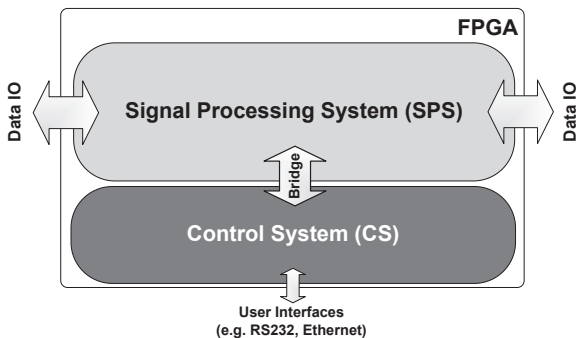 FPGA
Data IO
Signal Processing System (SPS)
Data IO
Bridge
Control System (CS)
User Interfaces
(e.g. RS232, Ethernet)